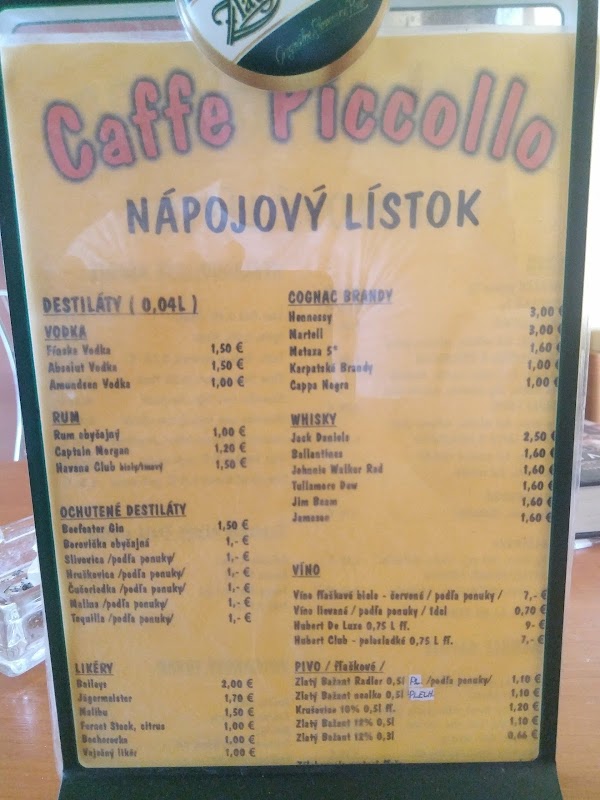 Zlatý
Caffe Piccollo
NÁPOJOVÝ LÍSTOK
DESTILÁTY ( 0,04L )
VODKA
Fínska Vodka 1,50 €
Absolut Vodka 1,50 €
Amundsen Vodka 1,00 €
RUM
Rum obyčajný 1,00 €
Captain Morgan 1,20 €
Havana Club biely/tmavý 1,50 €
OCHUTENÉ DESTILÁTY
Beefeater Gin 1,50 €
Borovička obyčajná 1,- €
Slivovica /podľa ponuky/ 1,- €
Hruškovica /podľa ponuky/ 1,- €
Čučoriedka /podľa ponuky/ 1,- €
Malina /podľa ponuky/ 1,- €
Tequilla /podľa ponuky/ 1,- €
LIKÉRY
Baileys 2,00 €
Jägermeister 1,70 €
Malibu 1,50 €
Fernet Stock, citrus 1,00 €
Becherovka 1,00 €
Vaječný likér 1,00 €
COGNAC BRANDY
Hennessy 3,00 €
Martell 3,00 €
Metaxa 5* 1,60 €
Karpatské Brandy 1,00 €
Cappa Negra 1,00 €
WHISKY
Jack Daniels 2,50 €
Ballantines 1,60 €
Johnnie Walker Red 1,60 €
Tullamore Dew 1,60 €
Jim Beam 1,60 €
Jameson 1,60 €
VÍNO
Víno fľaškové biele - červené / podľa ponuky / 7,- €
Víno lievané / podľa ponuky / 1del 0,70 €
Hubert De Luxe 0,75 L ff. 9- €
Hubert Club - polosladké 0,75 L ff. 7,- €
PIVO / fľaškové /
Zlatý Bažant Radler 0,5l PL. /podľa ponuky/ 1,10 €
Zlatý Bažant nealko 0,5l PLECH. 1,10 €
Krušovice 10% 0,5l ff. 1,20 €
Zlatý Bažant 12% 0,5l 1,10 €
Zlatý Bažant 12% 0,3l 0,66 €